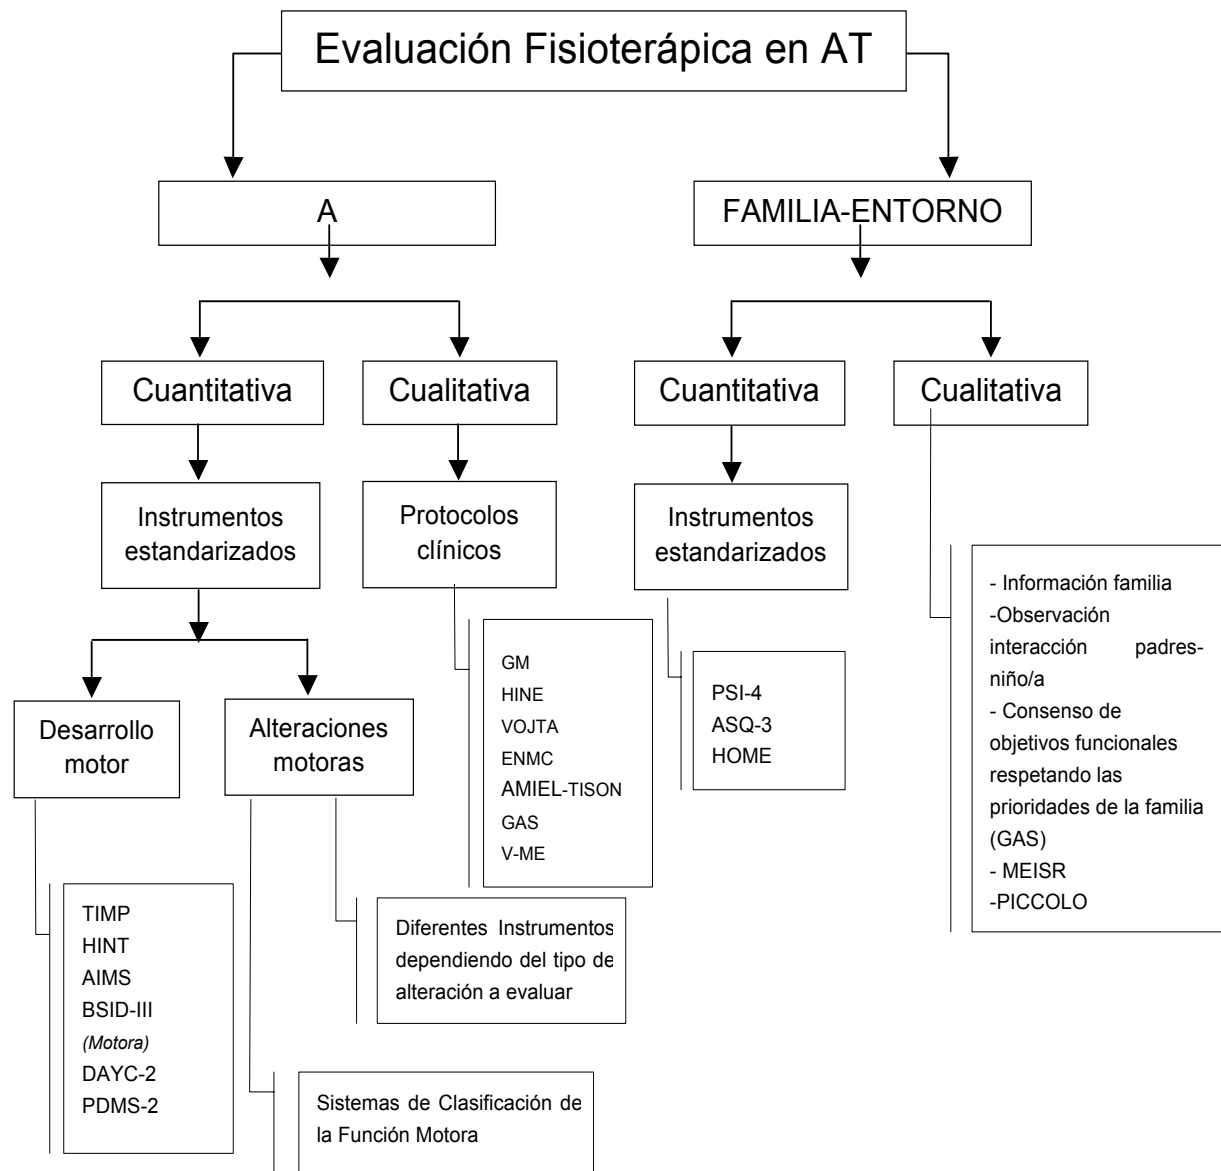 Evaluación Fisioterápica en AT
A
FAMILIA-ENTORNO
Cuantitativa
Cualitativa
Cuantitativa
Cualitativa
Instrumentos
estandarizados
Protocolos
clínicos
Instrumentos
estandarizados
- Información familia
-Observación
interacción padres-
niño/a
- Consenso de
objetivos funcionales
respetando las
prioridades de la familia
(GAS)
- MEISR
-PICCOLO
GM
HINE
VOJTA
ENMC
AMIEL-TISON
GAS
V-ME
PSI-4
ASQ-3
HOME
Desarrollo
motor
Alteraciones
motoras
TIMP
HINT
AIMS
BSID-III
(Motora)
DAYC-2
PDMS-2
Diferentes Instrumentos
dependiendo del tipo de
alteración a evaluar
Sistemas de Clasificación de
la Función Motora